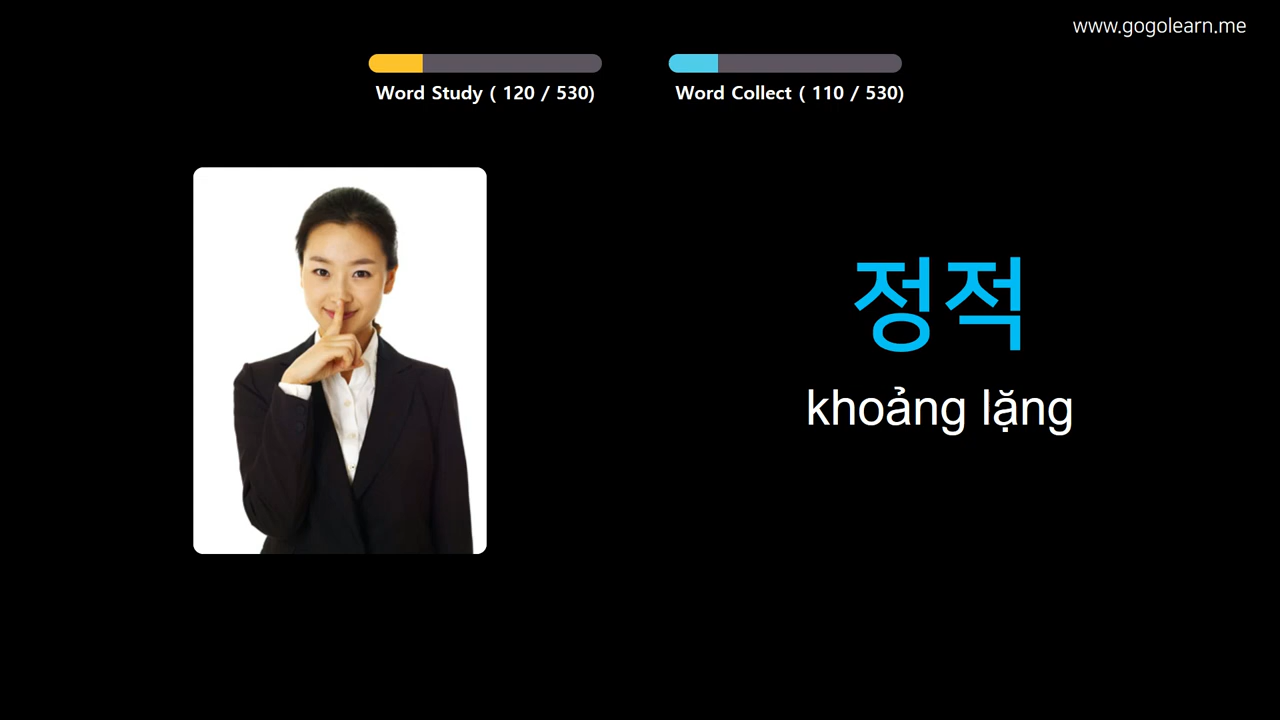 www.gogolearn.me
Word Study ( 120 / 530)
Word Collect ( 110 / 530)
정적
khoảng lặng